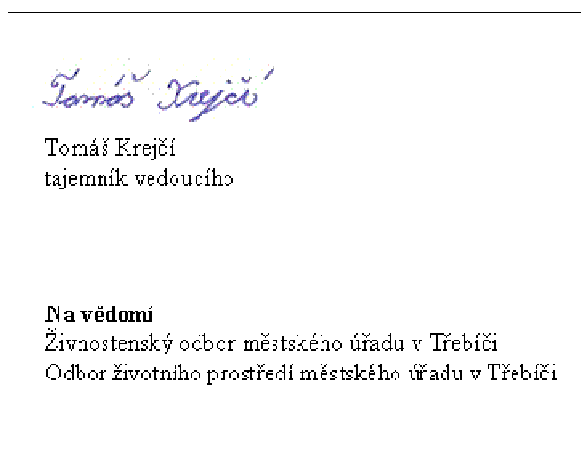 Tomáš Krejčí
Tomáš Krejčí
tajemník vedoucího
Na vědomí
Živnostenský odbor městského úřadu v Třebíči
Odbor životního prostředí městského úřadu v Třebíči